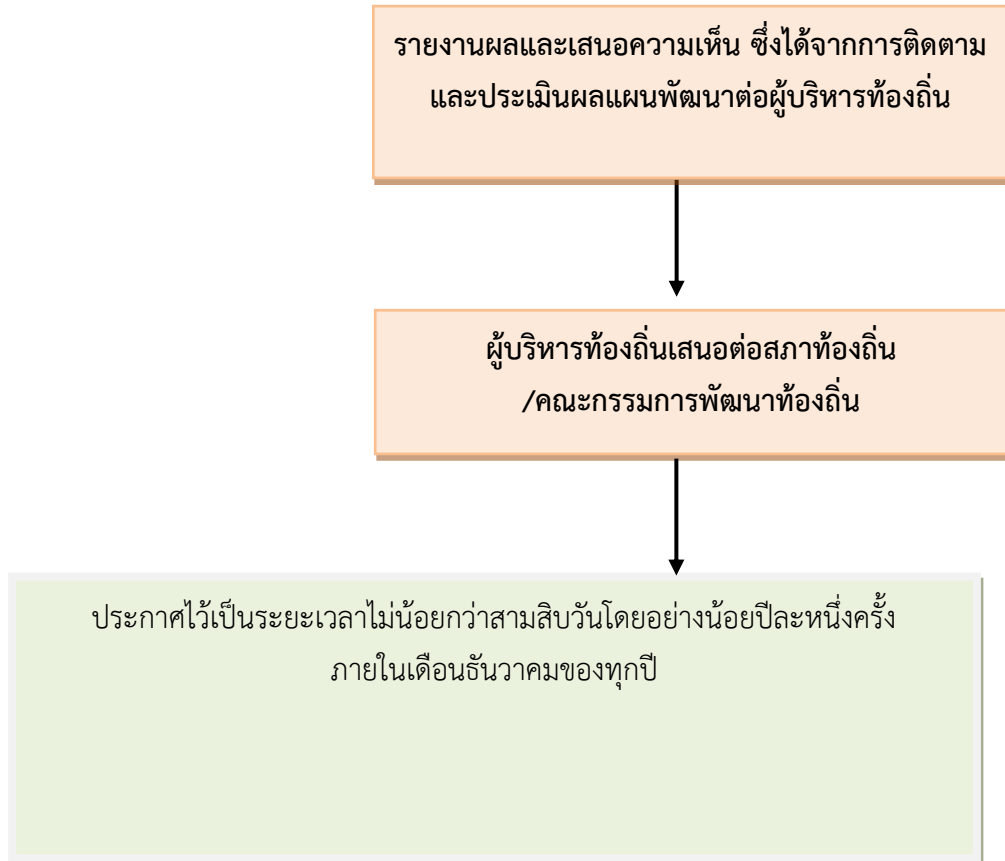 รายงานผลและเสนอความเห็น ซึ่งได้จากการติดตาม
และประเมินผลแผนพัฒนาต่อผู้บริหารท้องถิ่น
ผู้บริหารท้องถิ่นเสนอต่อสภาท้องถิ่น
/คณะกรรมการพัฒนาท้องถิ่น
ประกาศไว้เป็นระยะเวลาไม่น้อยกว่าสามสิบวันโดยอย่างน้อยปีละหนึ่งครั้ง
ภายในเดือนธันวาคมของทุกปี